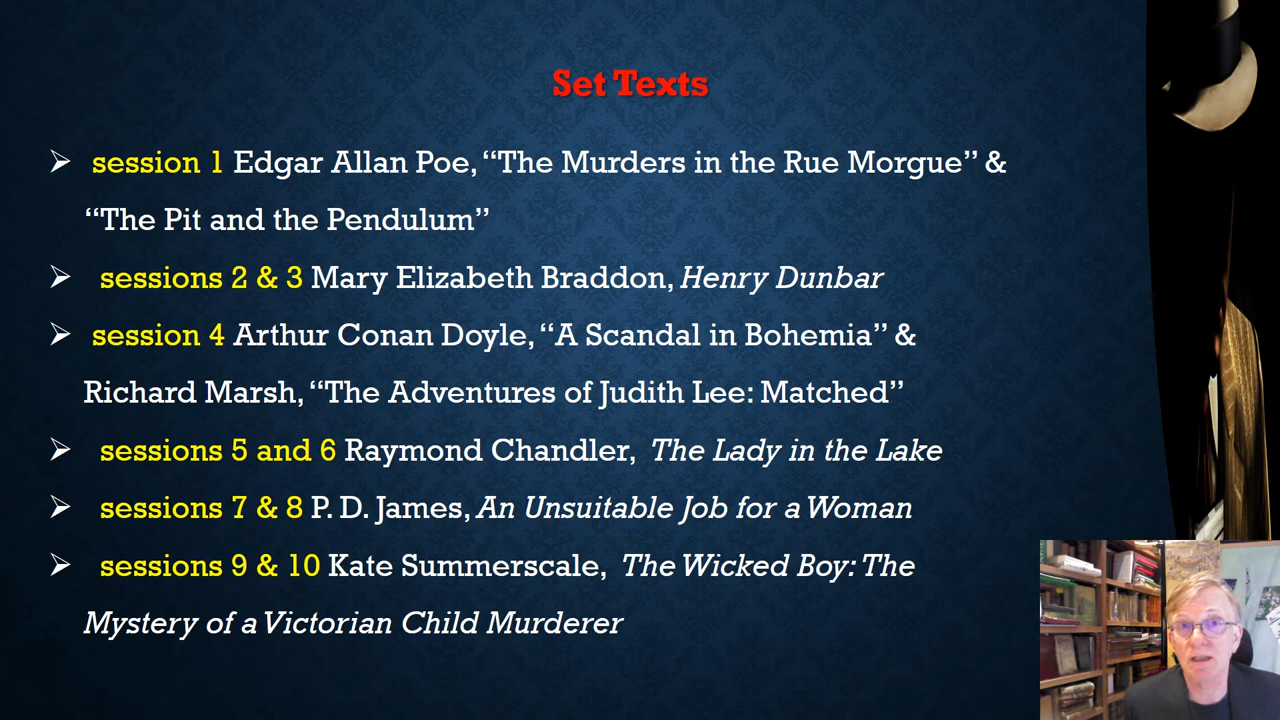 Set Texts
➢ session 1 Edgar Allan Poe, “The Murders in the Rue Morgue” &
“The Pit and the Pendulum”
➢ sessions 2 & 3 Mary Elizabeth Braddon, Henry Dunbar
➢ session 4 Arthur Conan Doyle, “A Scandal in Bohemia” &
Richard Marsh, “The Adventures of Judith Lee: Matched”
➢ sessions 5 and 6 Raymond Chandler, The Lady in the Lake
➢ sessions 7 & 8 P. D. James, An Unsuitable Job for a Woman
➢ sessions 9 & 10 Kate Summerscale, The Wicked Boy: The
Mystery of a Victorian Child Murderer